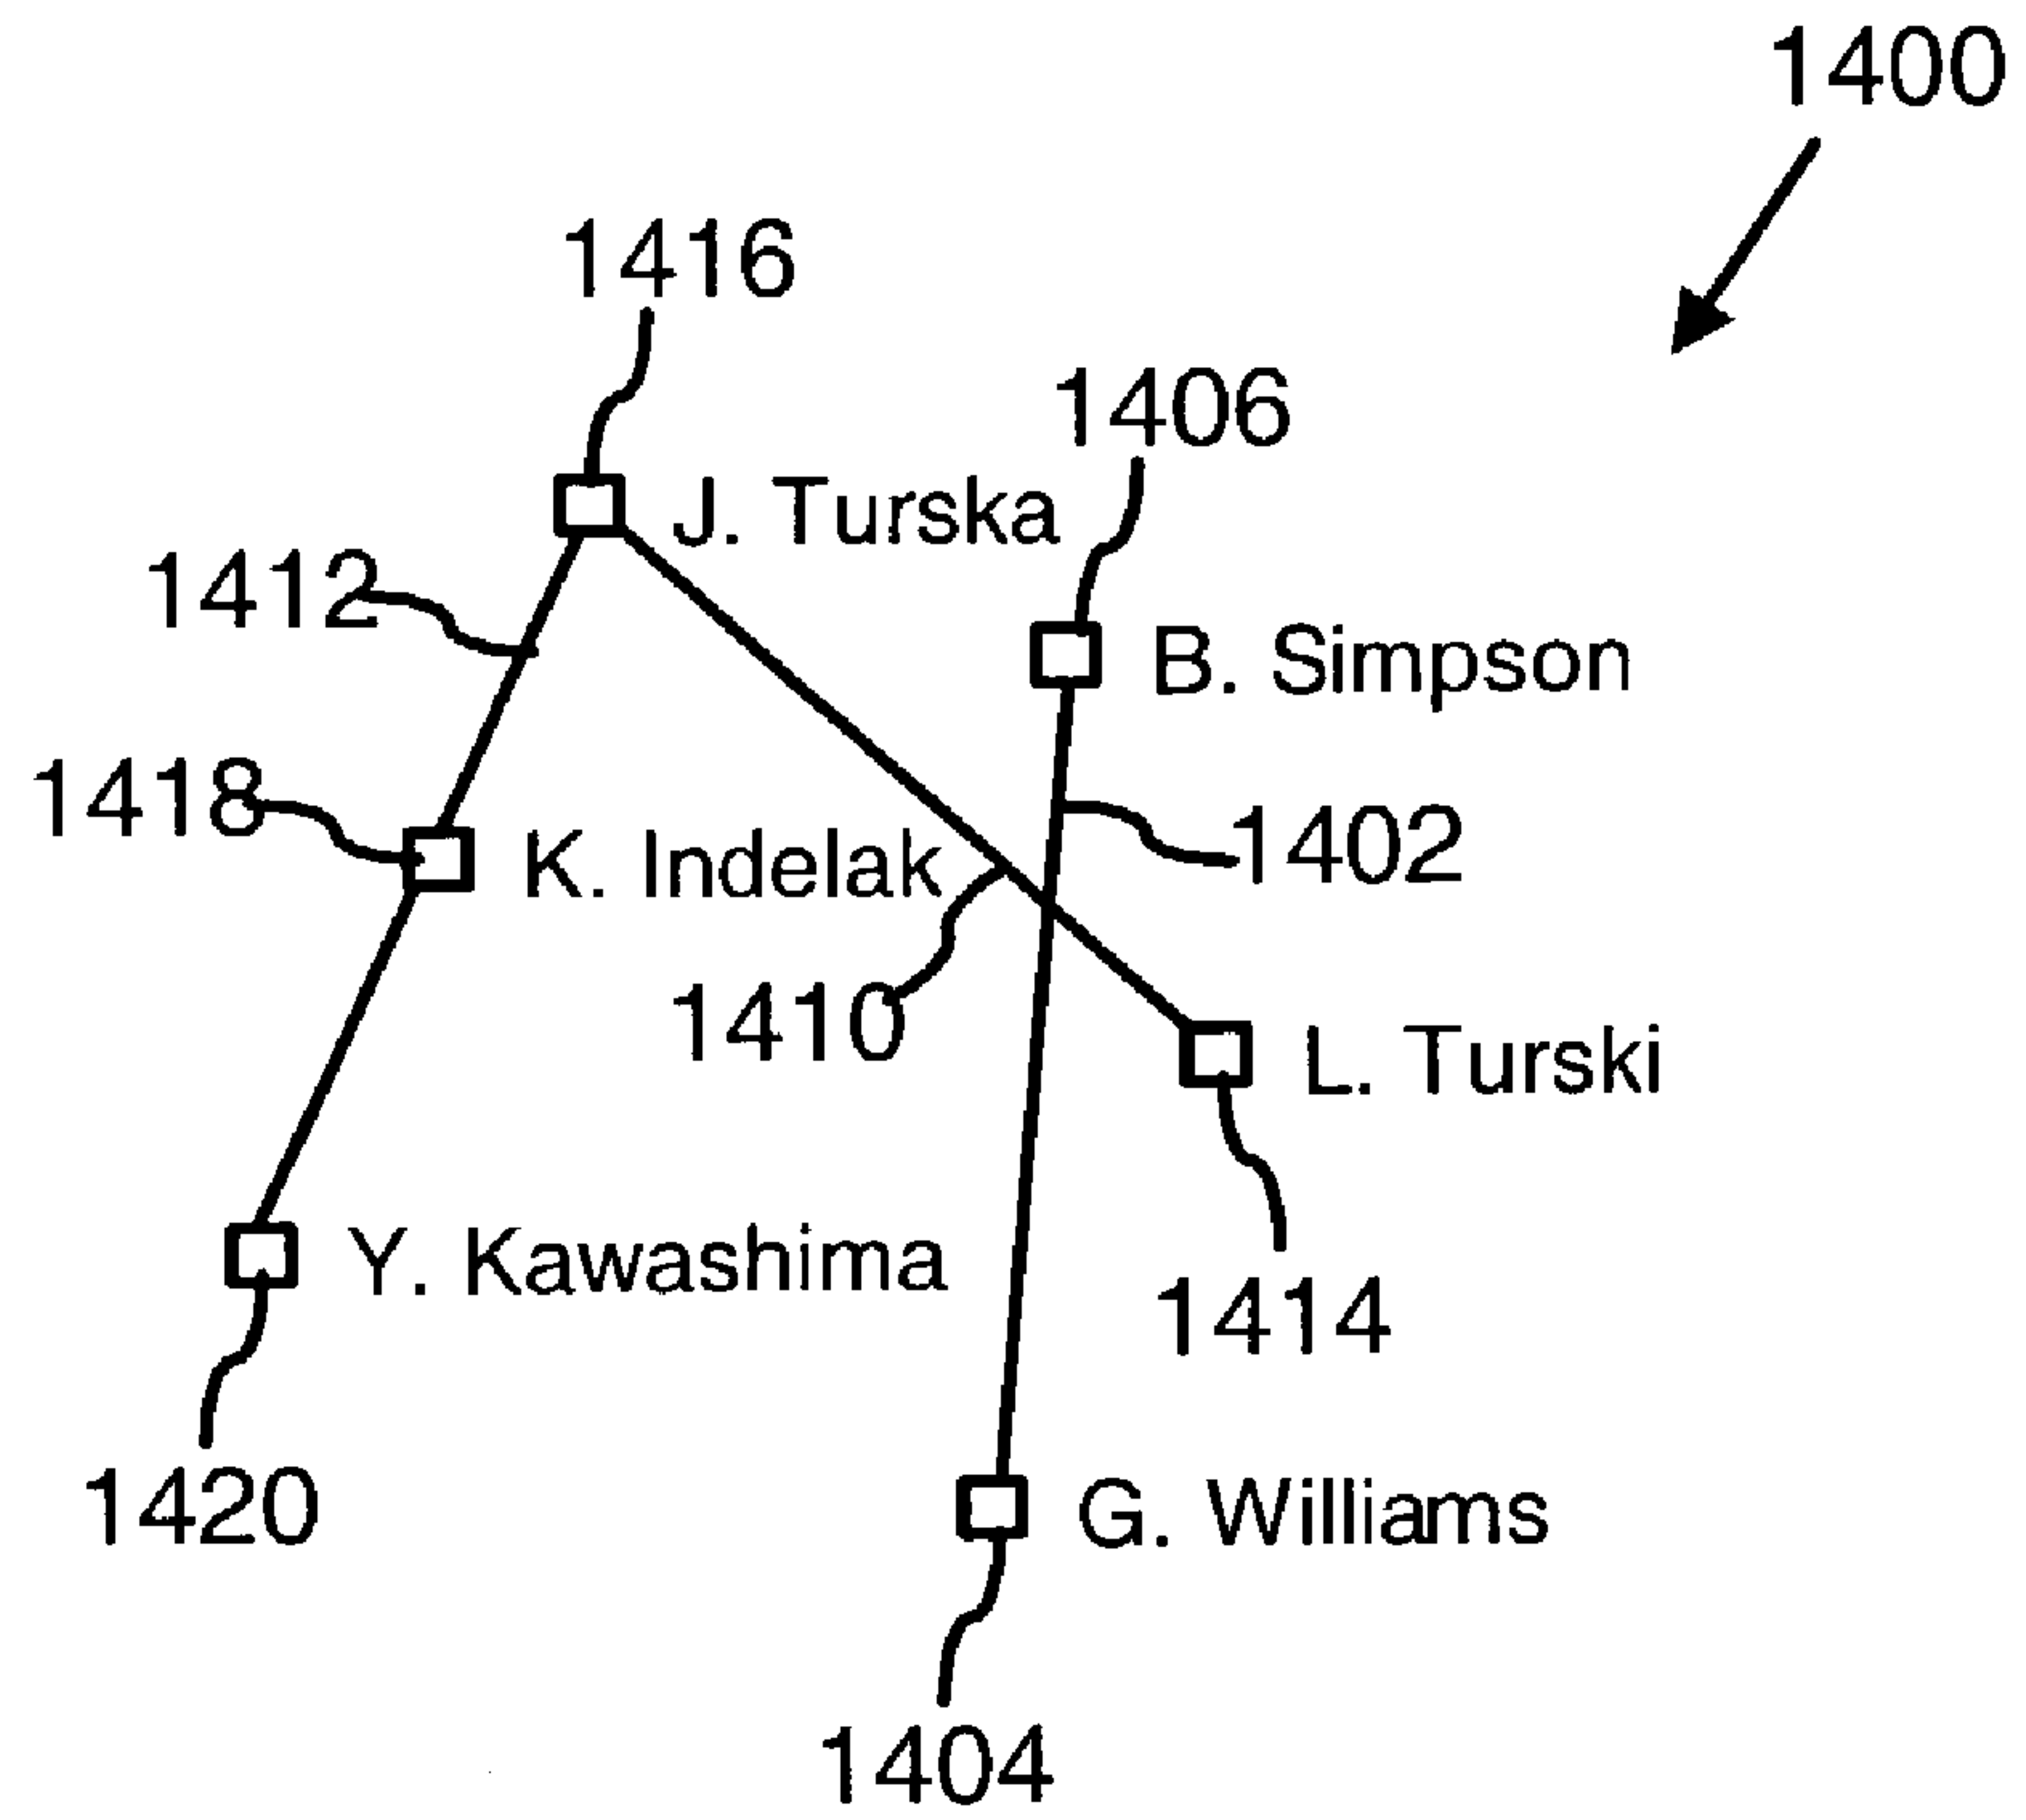 1400
1416
1406
J. Turska
1412
B. Simpson
1418
K. Indelak
1402
1410
L. Turski
Y. Kawashima
1414
1420
G. Williams
1404